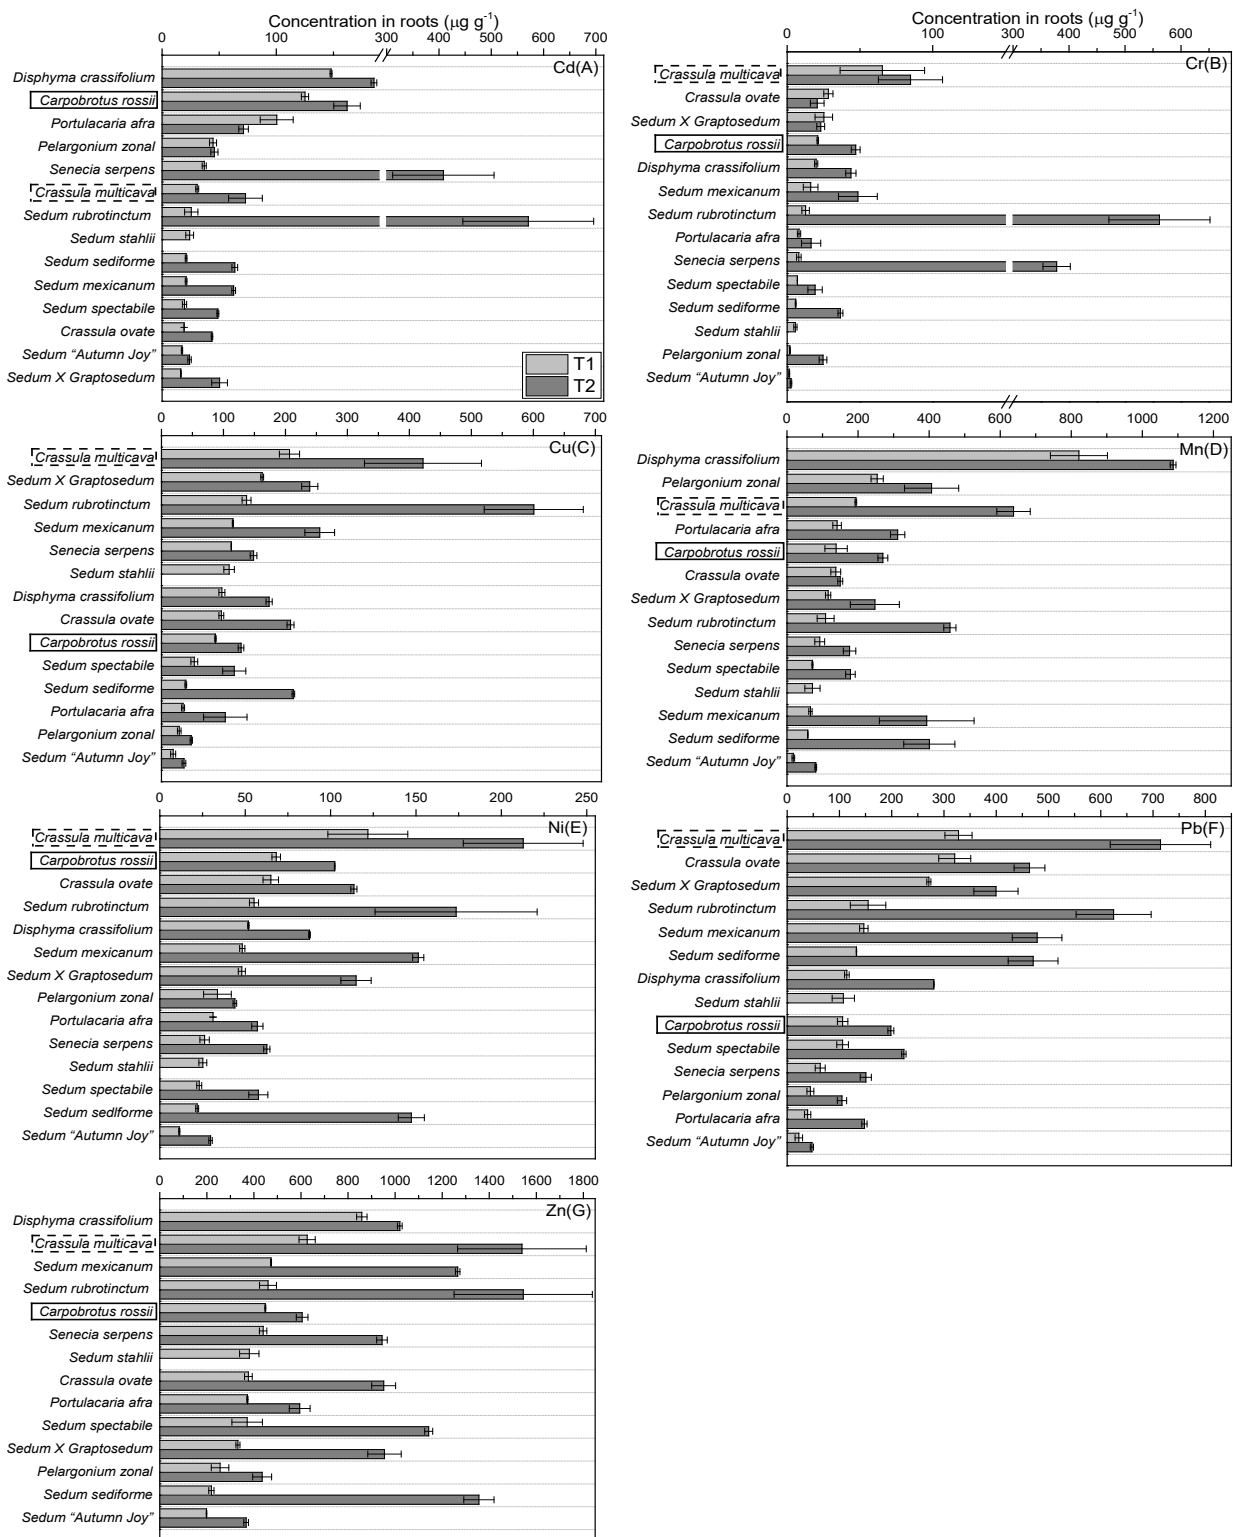 Concentration in roots (μg g⁻¹)
0 100 200 300 400 500 600 700
Cd(A)
Disphyma crassifolium
Carpobrotus rossii
Portulacaria afra
Pelargonium zonal
Senecia serpens
Crassula multicava
Sedum rubrotinctum
Sedum stahlii
Sedum sediforme
Sedum mexicanum
Sedum spectabile
Crassula ovate
Sedum “Autumn Joy”
Sedum X Graptosedum
T1
T2
Concentration in roots (μg g⁻¹)
0 100 300 400 500 600
Cr(B)
Crassula multicava
Crassula ovate
Sedum X Graptosedum
Carpobrotus rossii
Disphyma crassifolium
Sedum mexicanum
Sedum rubrotinctum
Portulacaria afra
Senecia serpens
Sedum spectabile
Sedum sediforme
Sedum stahlii
Pelargonium zonal
Sedum “Autumn Joy”
0 100 200 300 400 500 600 700
Cu(C)
Crassula multicava
Sedum X Graptosedum
Sedum rubrotinctum
Sedum mexicanum
Senecia serpens
Sedum stahlii
Disphyma crassifolium
Crassula ovate
Carpobrotus rossii
Sedum spectabile
Sedum sediforme
Portulacaria afra
Pelargonium zonal
Sedum “Autumn Joy”
0 200 400 600 800 1000 1200
Mn(D)
Disphyma crassifolium
Pelargonium zonal
Crassula multicava
Portulacaria afra
Carpobrotus rossii
Crassula ovate
Sedum X Graptosedum
Sedum rubrotinctum
Senecia serpens
Sedum spectabile
Sedum stahlii
Sedum mexicanum
Sedum sediforme
Sedum “Autumn Joy”
0 50 100 150 200 250
Ni(E)
Crassula multicava
Carpobrotus rossii
Crassula ovate
Sedum rubrotinctum
Disphyma crassifolium
Sedum mexicanum
Sedum X Graptosedum
Pelargonium zonal
Portulacaria afra
Senecia serpens
Sedum stahlii
Sedum spectabile
Sedum sedIforme
Sedum “Autumn Joy”
0 100 200 300 400 500 600 700 800
Pb(F)
Crassula multicava
Crassula ovate
Sedum X Graptosedum
Sedum rubrotinctum
Sedum mexicanum
Sedum sediforme
Disphyma crassifolium
Sedum stahlii
Carpobrotus rossii
Sedum spectabile
Senecia serpens
Pelargonium zonal
Portulacaria afra
Sedum “Autumn Joy”
0 200 400 600 800 1000 1200 1400 1600 1800
Zn(G)
Disphyma crassifolium
Crassula multicava
Sedum mexicanum
Sedum rubrotinctum
Carpobrotus rossii
Senecia serpens
Sedum stahlii
Crassula ovate
Portulacaria afra
Sedum spectabile
Sedum X Graptosedum
Pelargonium zonal
Sedum sediforme
Sedum “Autumn Joy”